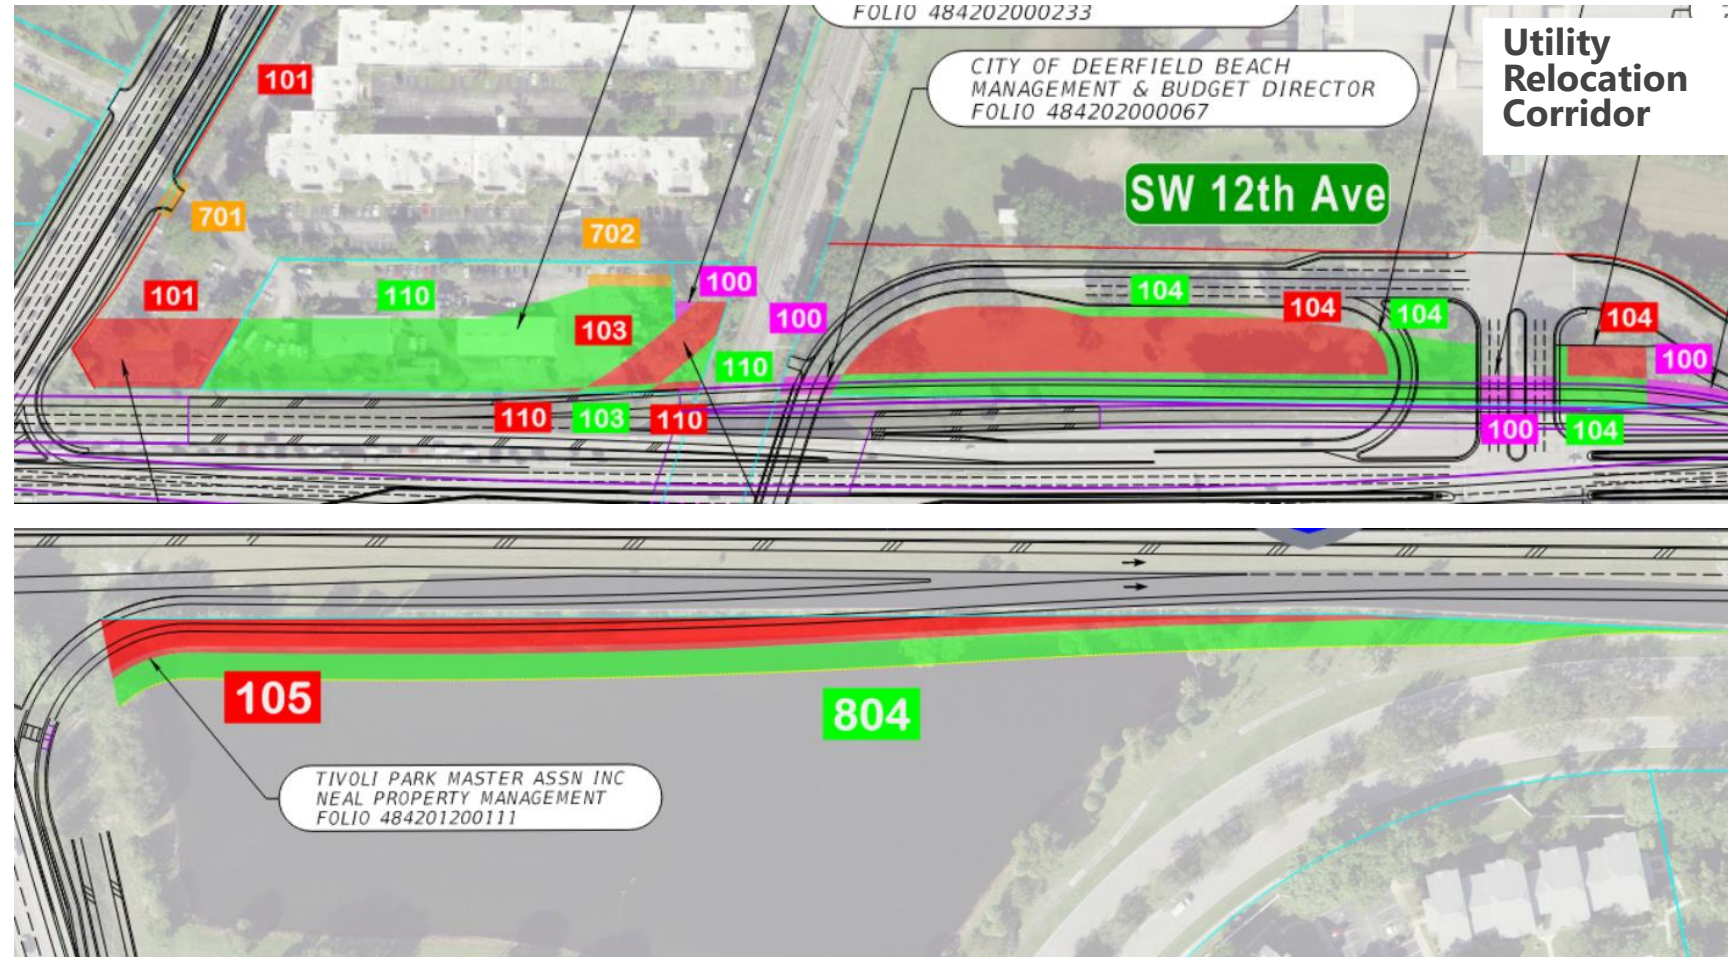 FOLIO 484202000233
Utility
Relocation
Corridor
CITY OF DEERFIELD BEACH
MANAGEMENT & BUDGET DIRECTOR
FOLIO 484202000067
101
SW 12th Ave
701
702
101
110
100
104
104
104
104
103
100
100
110
110
103
110
100
104
105
804
TIVOLI PARK MASTER ASSN INC
NEAL PROPERTY MANAGEMENT
FOLIO 484201200111